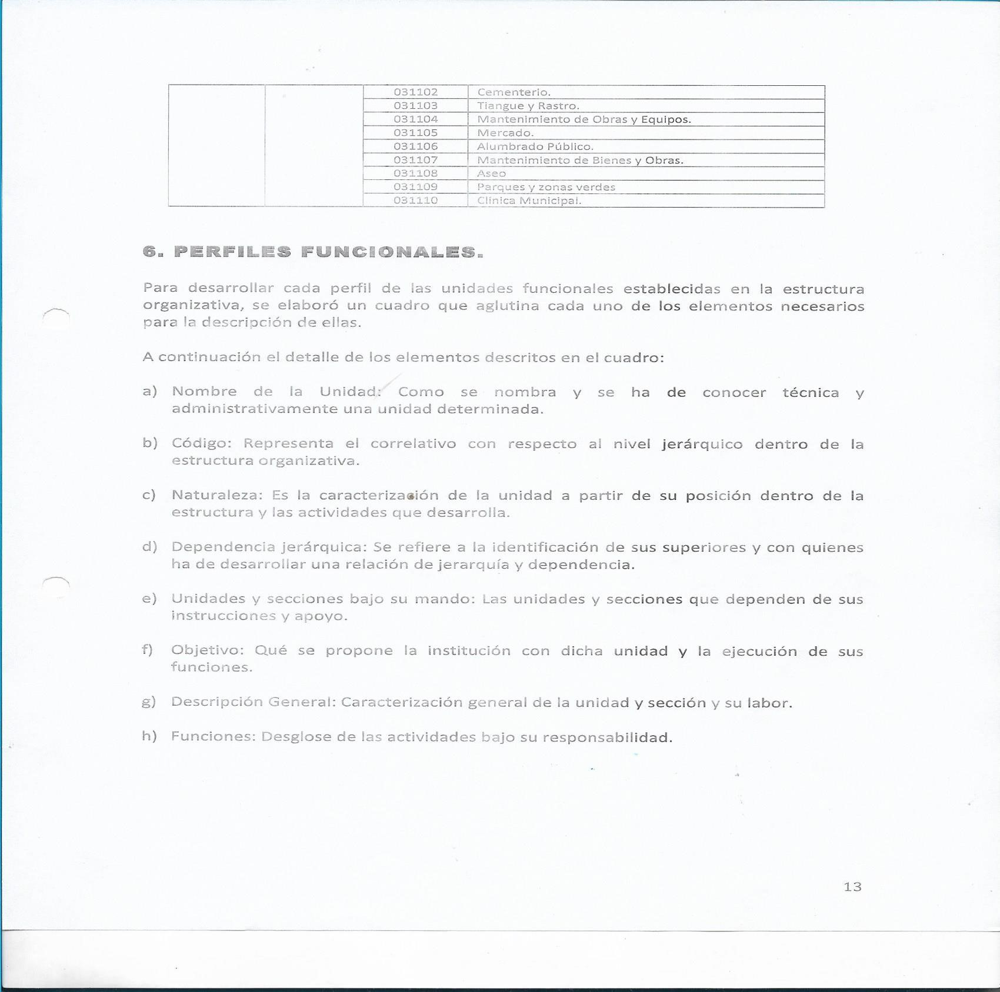 031102 Cementerio.
031103 Tiangue y Rastro.
031104 Mantenimiento de Obras y Equipos.
031105 Mercado.
031106 Alumbrado Público.
031107 Mantenimiento de Bienes y Obras.
031108 Aseo
031109 Parques y zonas verdes
031110 Clínica Municipal.
6. PERFILES FUNCIONALES.
Para desarrollar cada perfil de las unidades funcionales establecidas en la estructura
organizativa, se elaboró un cuadro que aglutina cada uno de los elementos necesarios
para la descripción de ellas.
A continuación el detalle de los elementos descritos en el cuadro:
a) Nombre de la Unidad: Como se nombra y se ha de conocer técnica y
administrativamente una unidad determinada.
b) Código: Representa el correlativo con respecto al nivel jerárquico dentro de la
estructura organizativa.
c) Naturaleza: Es la caracterización de la unidad a partir de su posición dentro de la
estructura y las actividades que desarrolla.
d) Dependencia jerárquica: Se refiere a la identificación de sus superiores y con quienes
ha de desarrollar una relación de jerarquía y dependencia.
e) Unidades y secciones bajo su mando: Las unidades y secciones que dependen de sus
instrucciones y apoyo.
f) Objetivo: Qué se propone la institución con dicha unidad y la ejecución de sus
funciones.
g) Descripción General: Caracterización general de la unidad y sección y su labor.
h) Funciones: Desglose de las actividades bajo su responsabilidad.
13